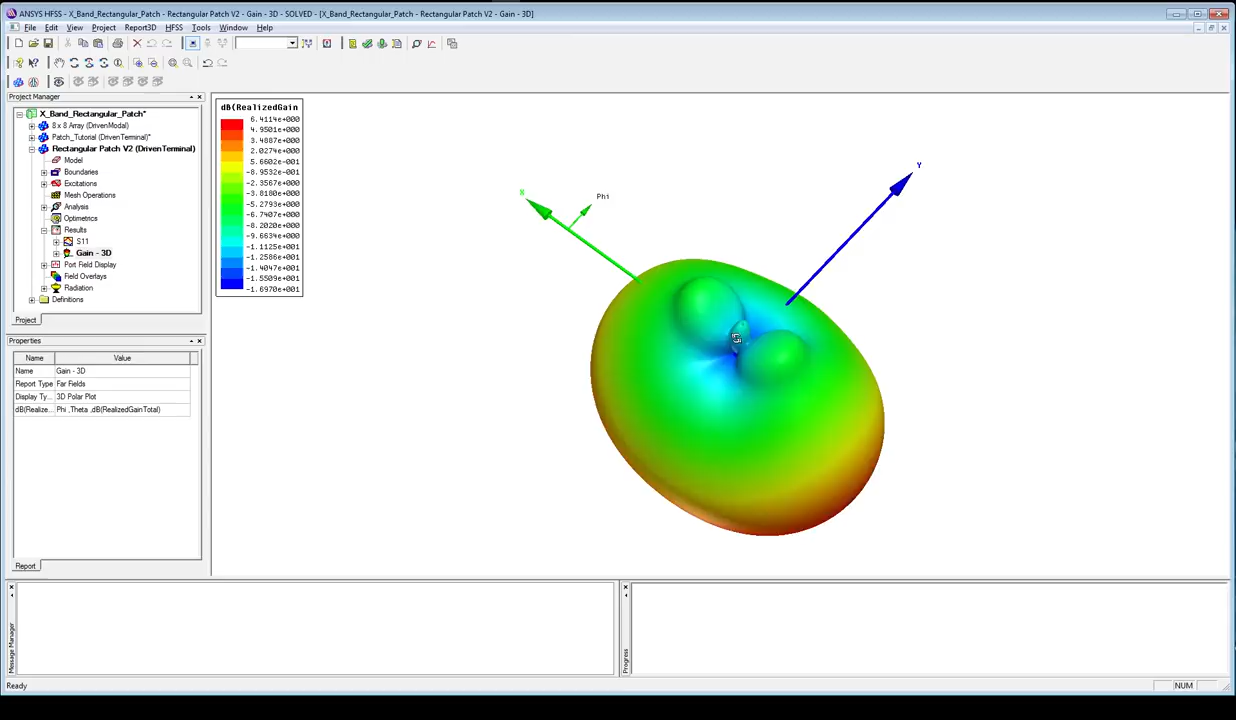 ANSYS HFSS - X_Band_Rectangular_Patch - Rectangular Patch V2 - Gain - 3D - SOLVED - [X_Band_Rectangular_Patch - Rectangular Patch V2 - Gain - 3D]
File Edit View Project Report3D HFSS Tools Window Help
Project Manager
X_Band_Rectangular_Patch*
8 x 8 Array (DrivenModal)
Patch_Tutorial (DrivenTerminal)*
Rectangular Patch V2 (DrivenTerminal)
Model
Boundaries
Excitations
Mesh Operations
Analysis
Optimetrics
Results
S11
Gain - 3D
Port Field Display
Field Overlays
Radiation
Definitions
Project
Properties
Name Value
Name Gain - 3D
Report Type Far Fields
Display Ty... 3D Polar Plot
dB(Realize... Phi ,Theta ,dB(RealizedGainTotal)
Report
dB(RealizedGain
6.4114e+000
4.9501e+000
3.4887e+000
2.0274e+000
5.6602e-001
-8.9532e-001
-2.3567e+000
-3.8180e+000
-5.2793e+000
-6.7407e+000
-8.2020e+000
-9.6634e+000
-1.1125e+001
-1.2586e+001
-1.4047e+001
-1.5509e+001
-1.6970e+001
X
Phi
Y
Message Manager
Progress
Ready
NUM